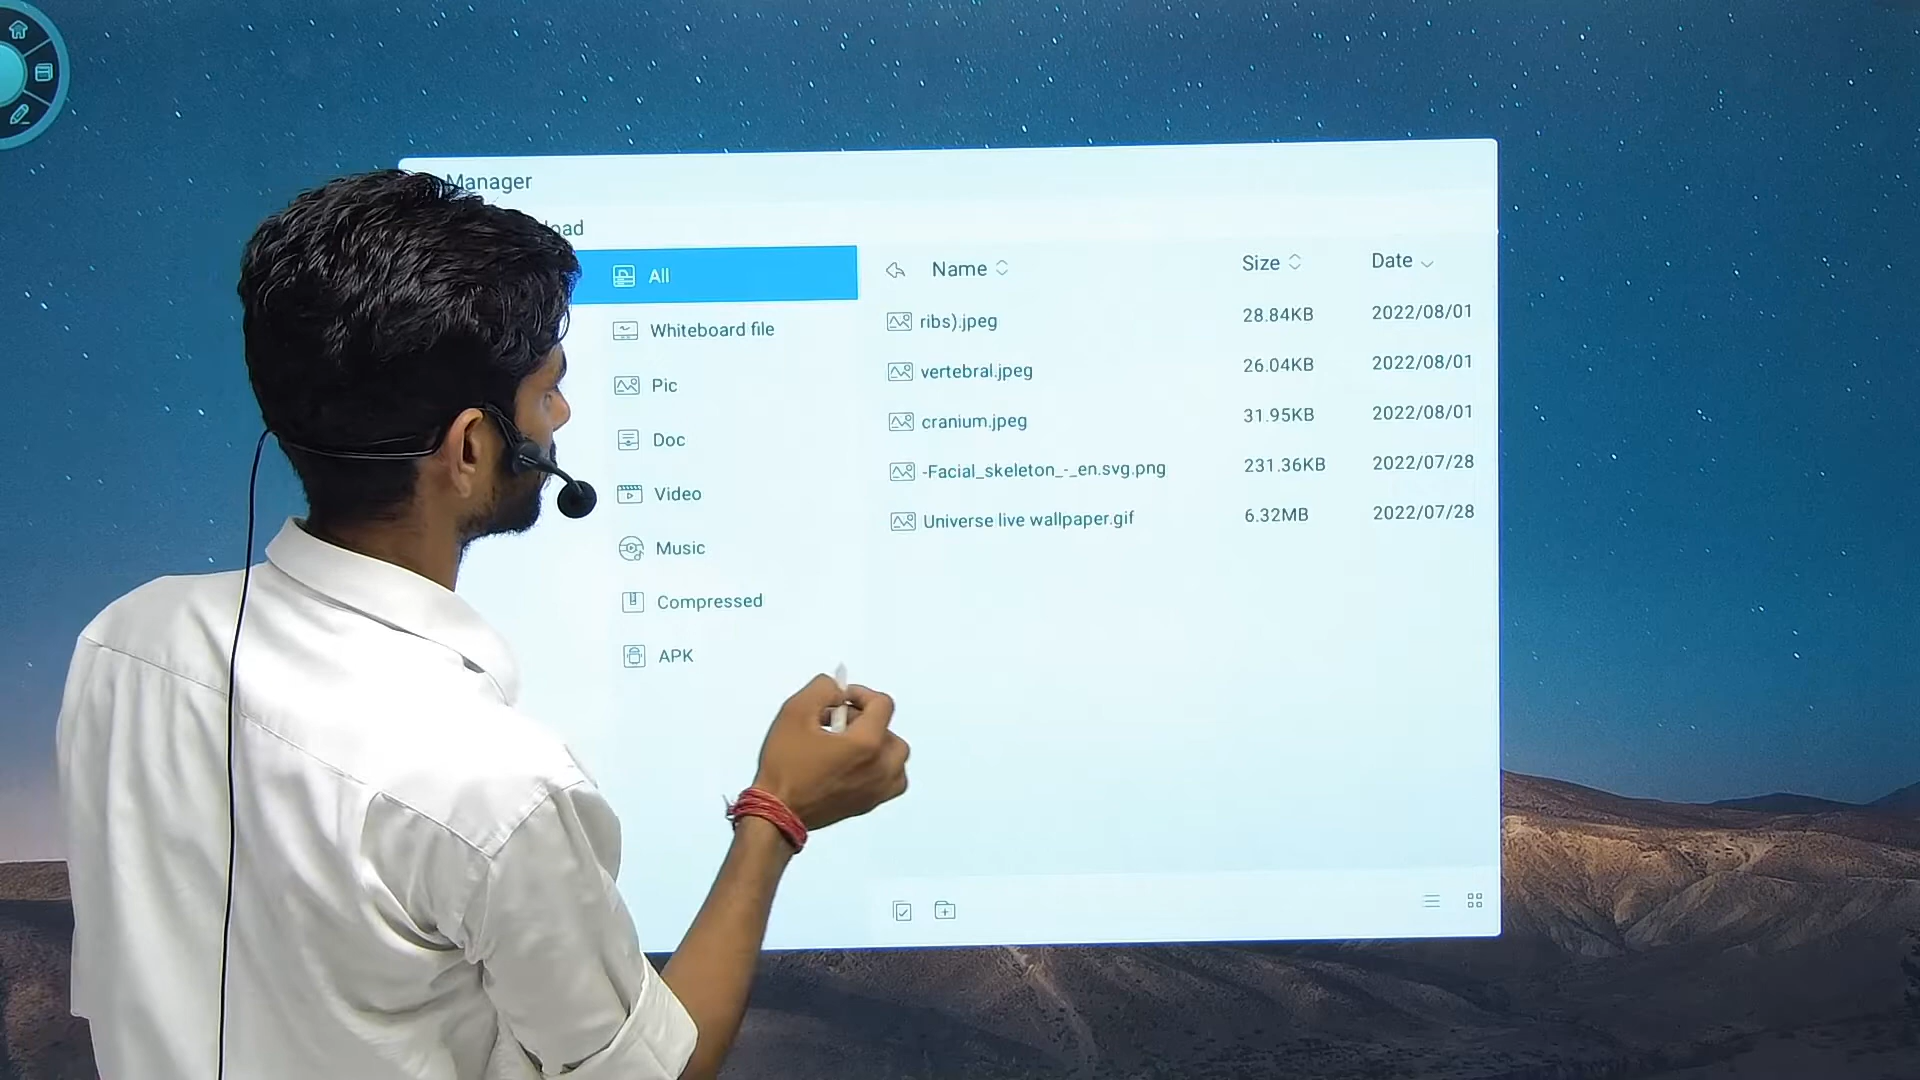 Manager
load
All
Whiteboard file
Pic
Doc
Video
Music
Compressed
APK
Name Size Date
ribs).jpeg 28.84KB 2022/08/01
vertebral.jpeg 26.04KB 2022/08/01
cranium.jpeg 31.95KB 2022/08/01
-Facial_skeleton_-_en.svg.png 231.36KB 2022/07/28
Universe live wallpaper.gif 6.32MB 2022/07/28